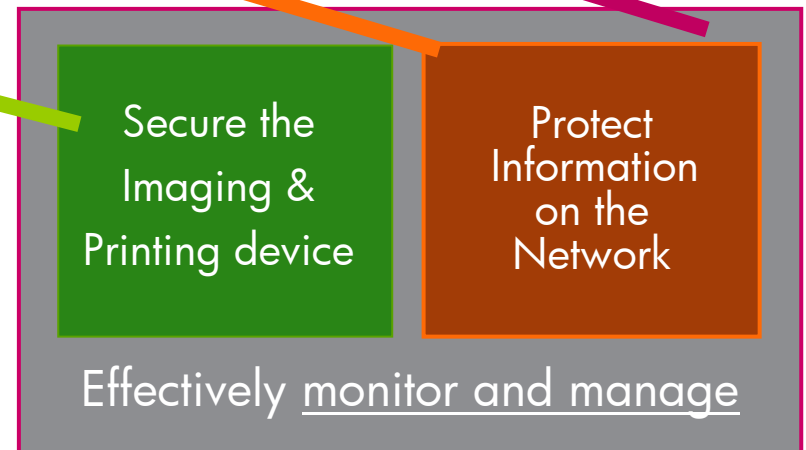 Secure the
Imaging &
Printing device
Protect
Information
on the
Network
Effectively monitor and manage